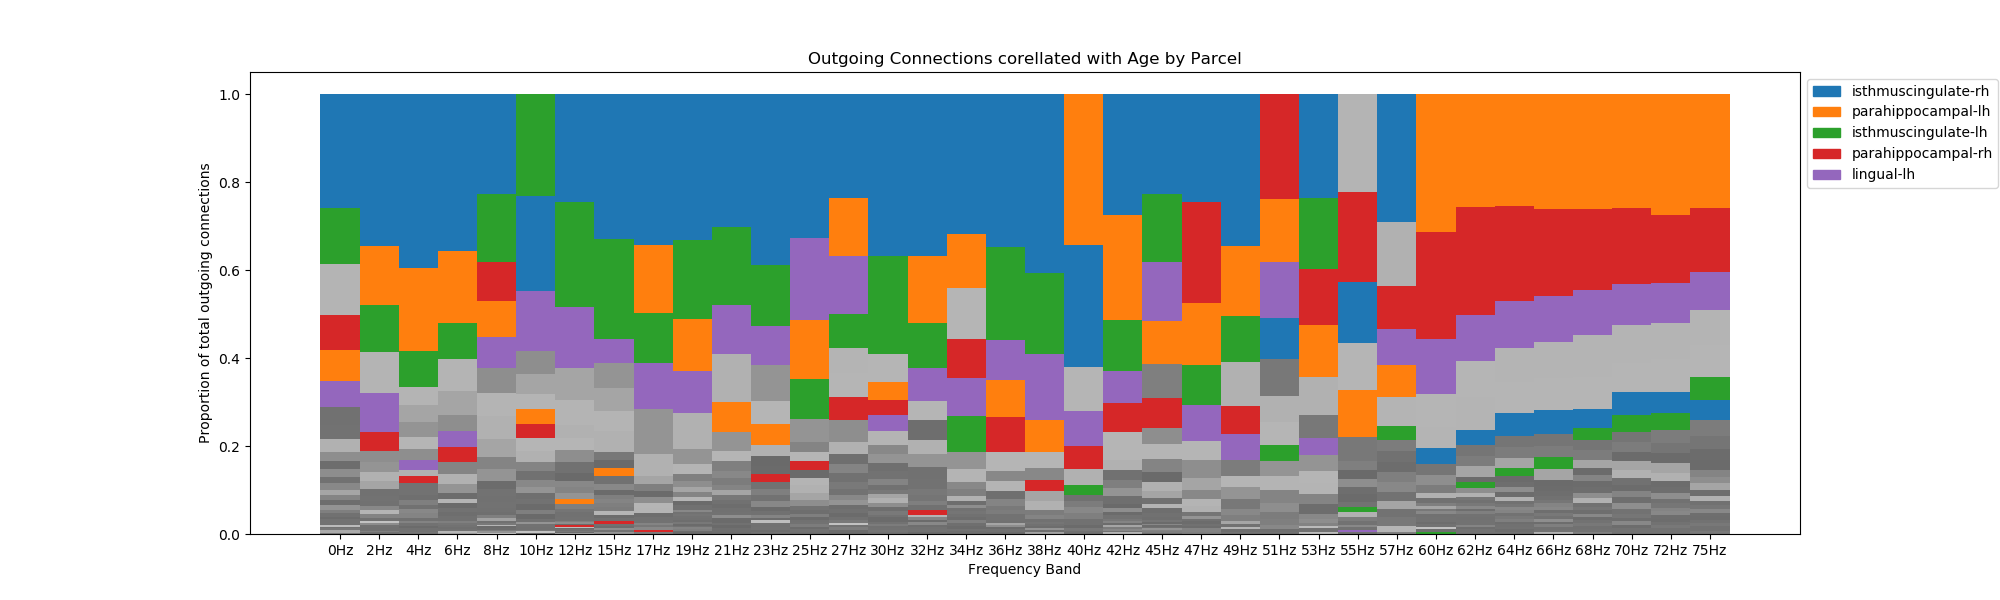 Outgoing Connections corellated with Age by Parcel
Proportion of total outgoing connections
1.0
0.8
0.6
0.4
0.2
0.0
0Hz 2Hz 4Hz 6Hz 8Hz 10Hz 12Hz 15Hz 17Hz 19Hz 21Hz 23Hz 25Hz 27Hz 30Hz 32Hz 34Hz 36Hz 38Hz 40Hz 42Hz 45Hz 47Hz 49Hz 51Hz 53Hz 55Hz 57Hz 60Hz 62Hz 64Hz 66Hz 68Hz 70Hz 72Hz 75Hz
Frequency Band
isthmuscingulate-rh
parahippocampal-lh
isthmuscingulate-lh
parahippocampal-rh
lingual-lh